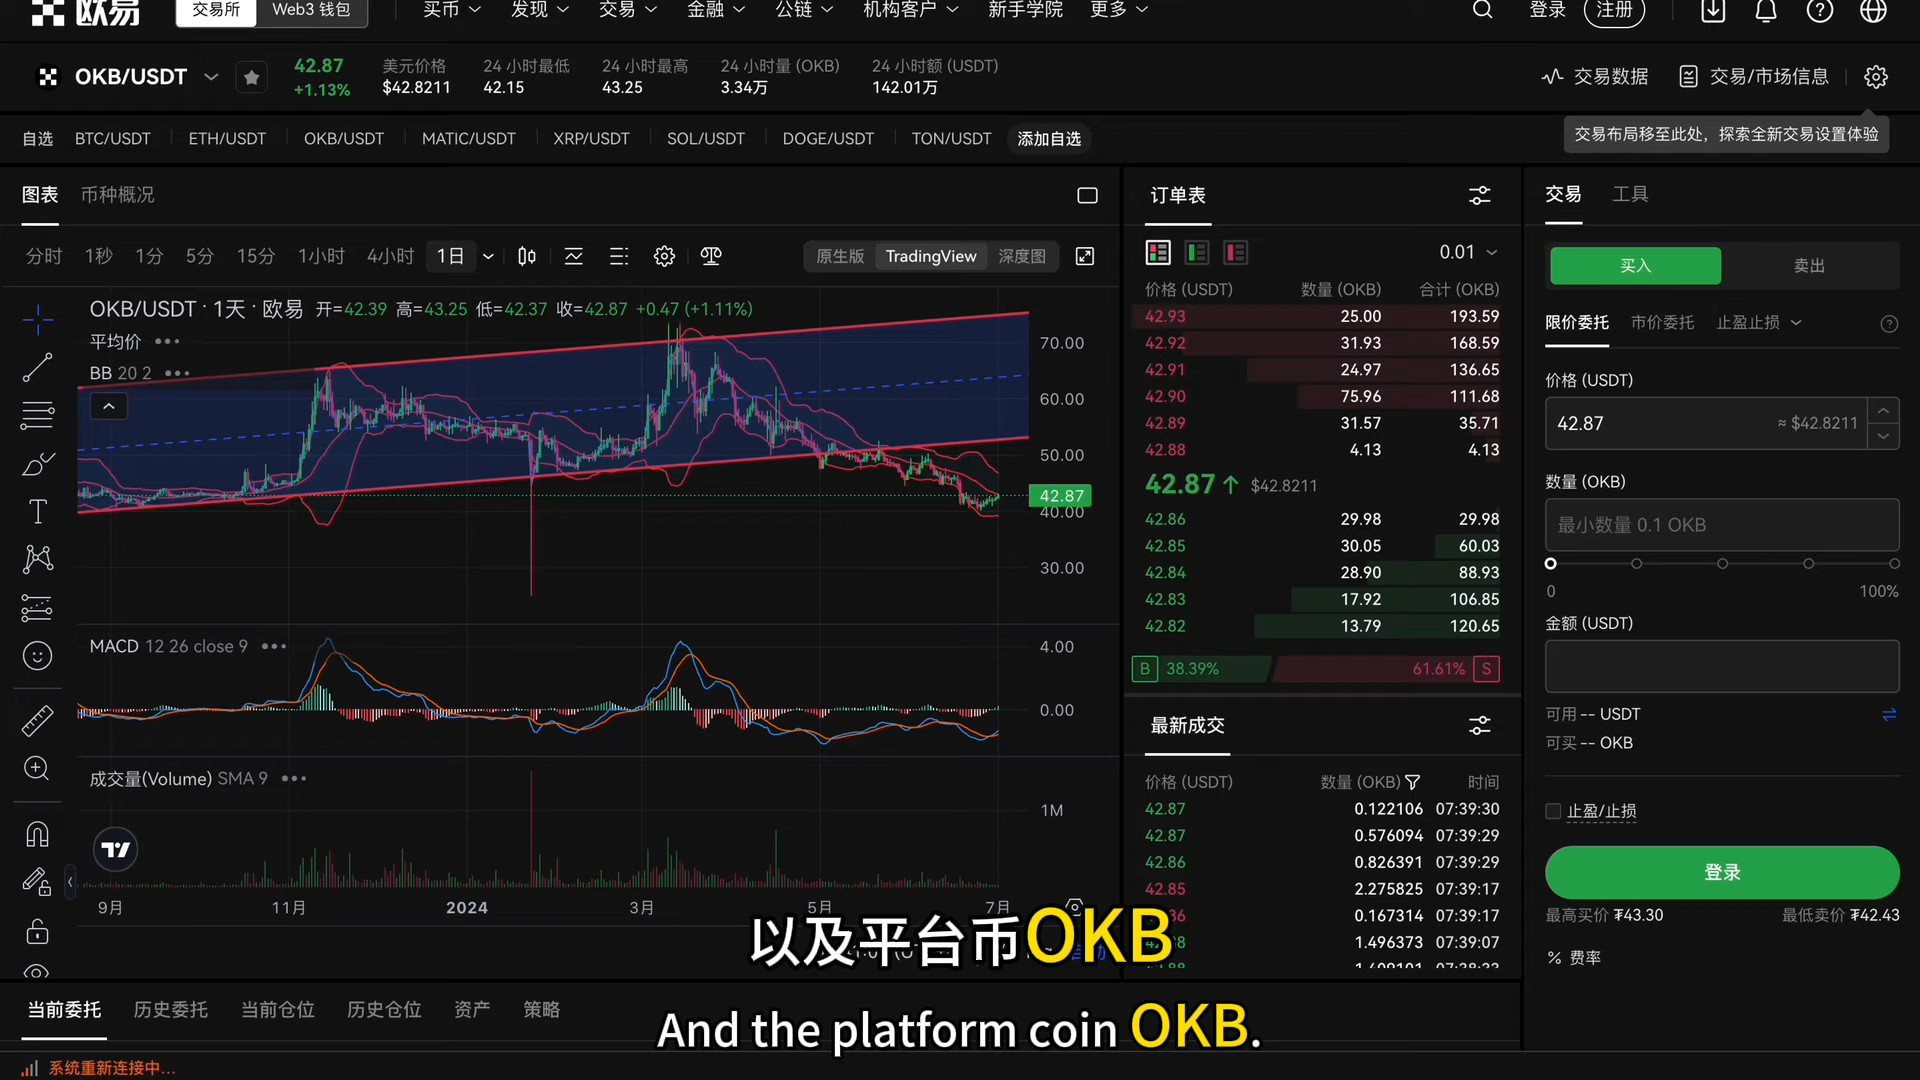 欧易 交易所 Web3 钱包 买币 发现 交易 金融 公链 机构客户 新手学院 更多 登录 注册
OKB/USDT 42.87 +1.13% 美元价格 $42.8211 24 小时最低 42.15 24 小时最高 43.25 24 小时量 (OKB) 3.34万 24 小时额 (USDT) 142.01万 交易数据 交易/市场信息
自选 BTC/USDT ETH/USDT OKB/USDT MATIC/USDT XRP/USDT SOL/USDT DOGE/USDT TON/USDT 添加自选
交易布局移至此处，探索全新交易设置体验
图表 币种概况
分时 1秒 1分 5分 15分 1小时 4小时 1日 原生版 TradingView 深度图
OKB/USDT · 1天 · 欧易 开=42.39 高=43.25 低=42.37 收=42.87 +0.47 (+1.11%)
平均价
BB 20 2
70.00
60.00
50.00
42.87
40.00
30.00
MACD 12 26 close 9
4.00
0.00
成交量(Volume) SMA 9
1M
9月 11月 2024 3月 5月 7月
订单表
0.01
价格 (USDT) 数量 (OKB) 合计 (OKB)
42.93 25.00 193.59
42.92 31.93 168.59
42.91 24.97 136.65
42.90 75.96 111.68
42.89 31.57 35.71
42.88 4.13 4.13
42.87↑ $42.8211
42.86 29.98 29.98
42.85 30.05 60.03
42.84 28.90 88.93
42.83 17.92 106.85
42.82 13.79 120.65
B 38.39% 61.61% S
最新成交
价格 (USDT) 数量 (OKB) 时间
42.87 0.122106 07:39:30
42.87 0.576094 07:39:29
42.86 0.826391 07:39:29
42.85 2.275825 07:39:17
0.167314 07:39:17
1.496373 07:39:07
交易 工具
买入 卖出
限价委托 市价委托 止盈止损
价格 (USDT)
42.87 ≈ $42.8211
数量 (OKB)
最小数量 0.1 OKB
0 100%
金额 (USDT)
可用 -- USDT
可买 -- OKB
止盈/止损
登录
最高买价 ₮43.30 最低卖价 ₮42.43
% 费率
以及平台币OKB
当前委托 历史委托 当前仓位 历史仓位 资产 策略
And the platform coin OKB.
系统重新连接中...